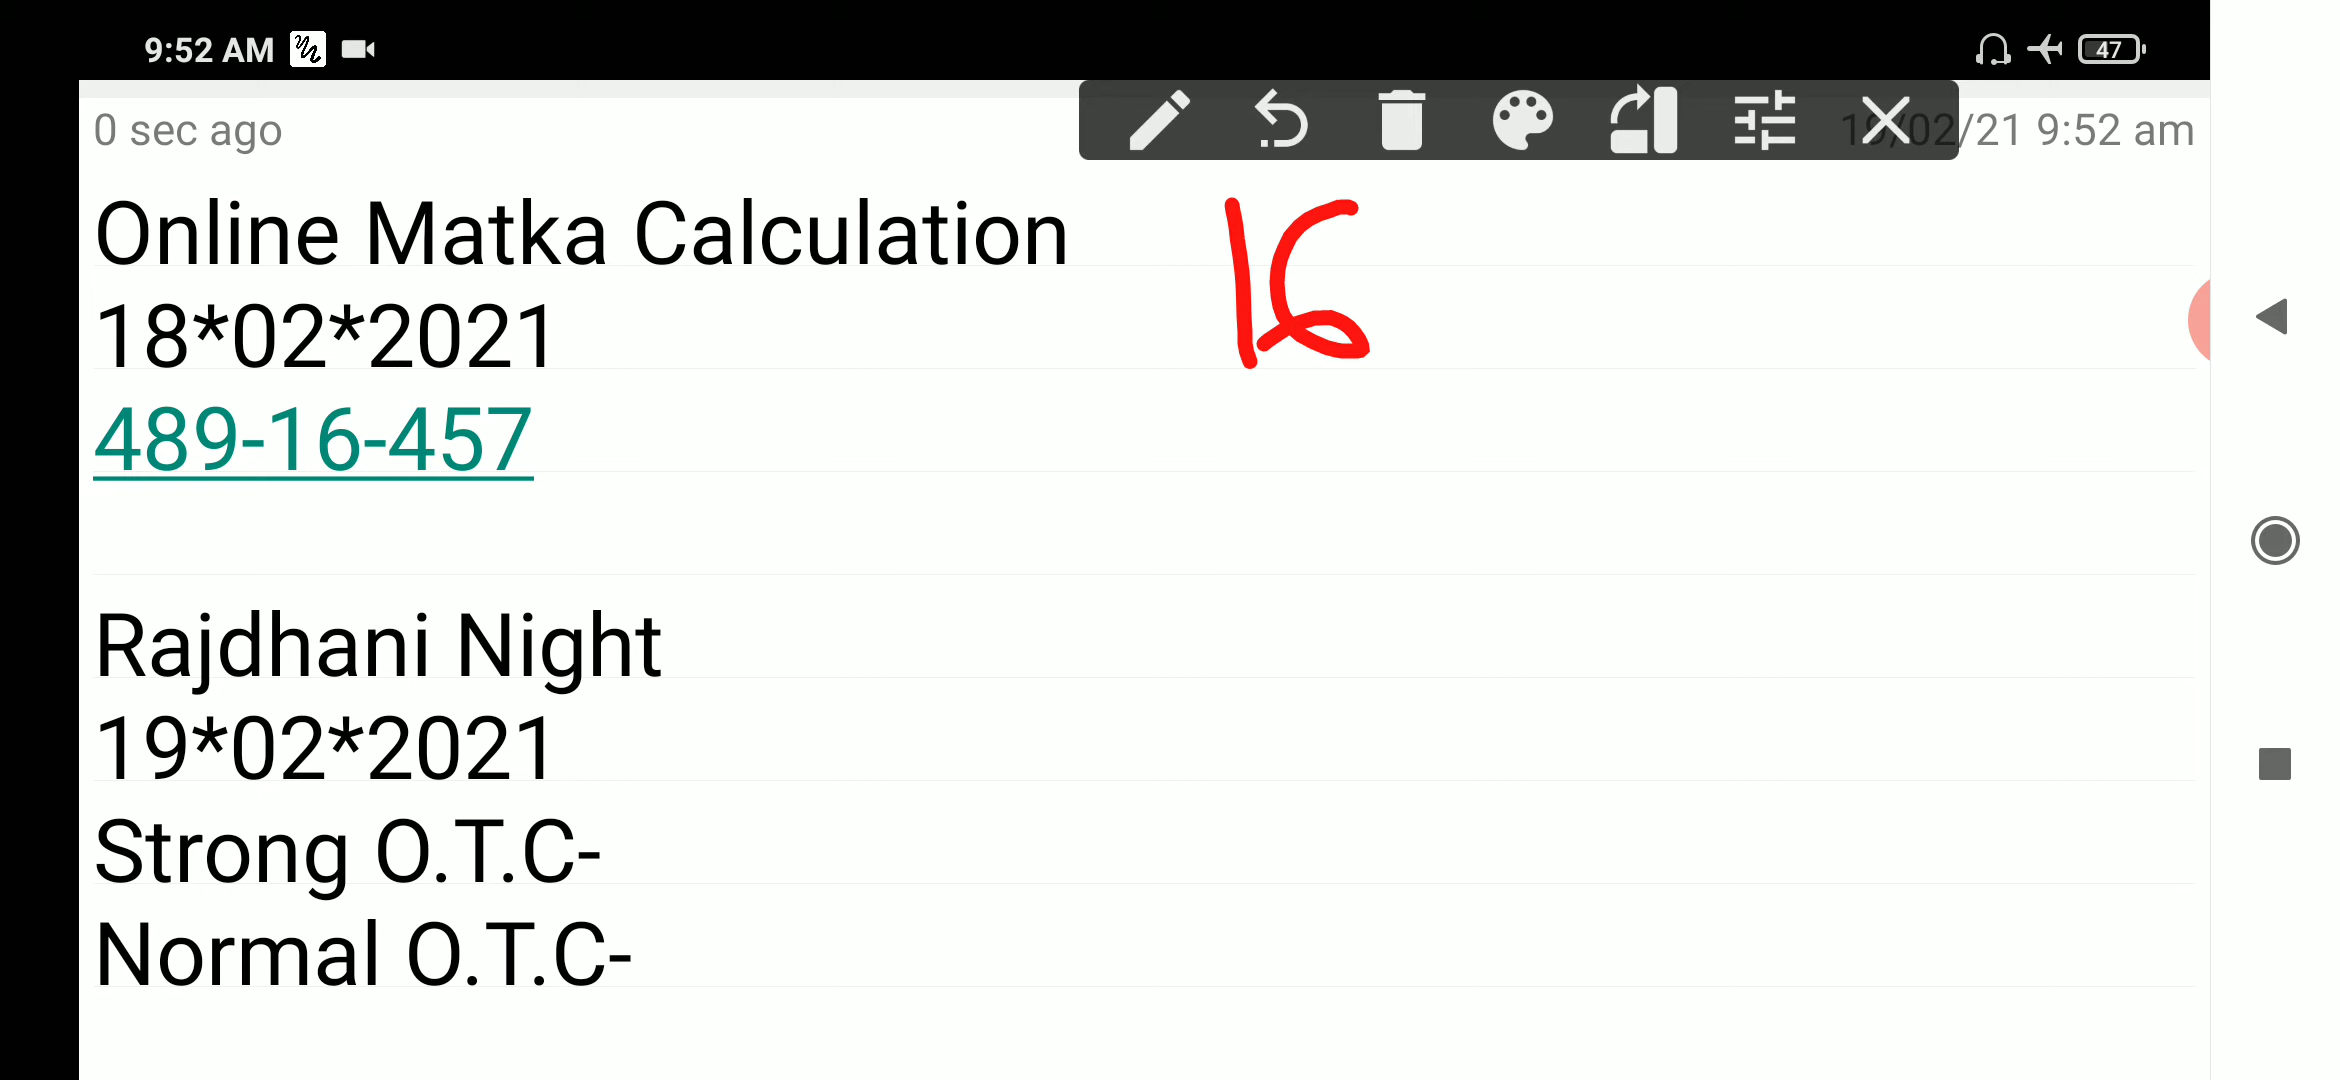 9:52 AM
47
0 sec ago
19/02/21 9:52 am
Online Matka Calculation
16
18*02*2021
489-16-457
Rajdhani Night
19*02*2021
Strong O.T.C-
Normal O.T.C-